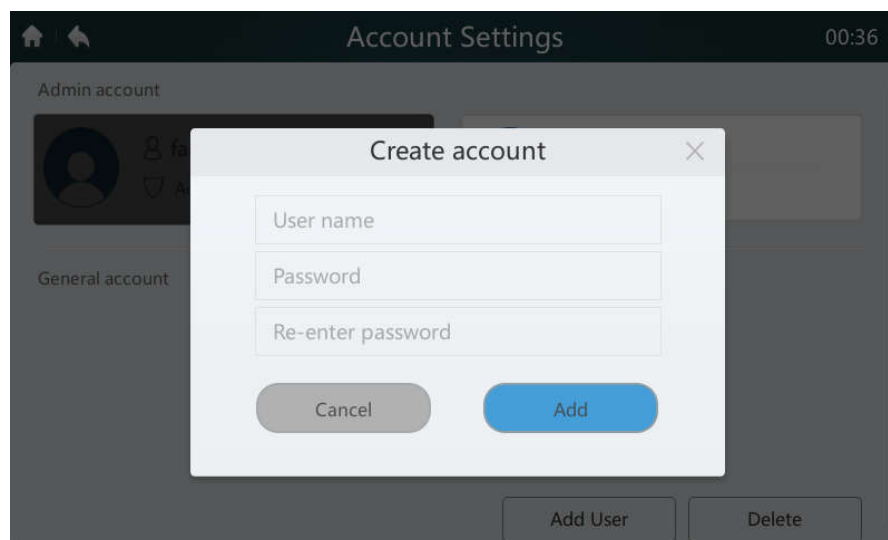 Account Settings
00:36
Admin account
fa
A
Create account
User name
Password
General account
Re-enter password
Cancel
Add
Add User
Delete